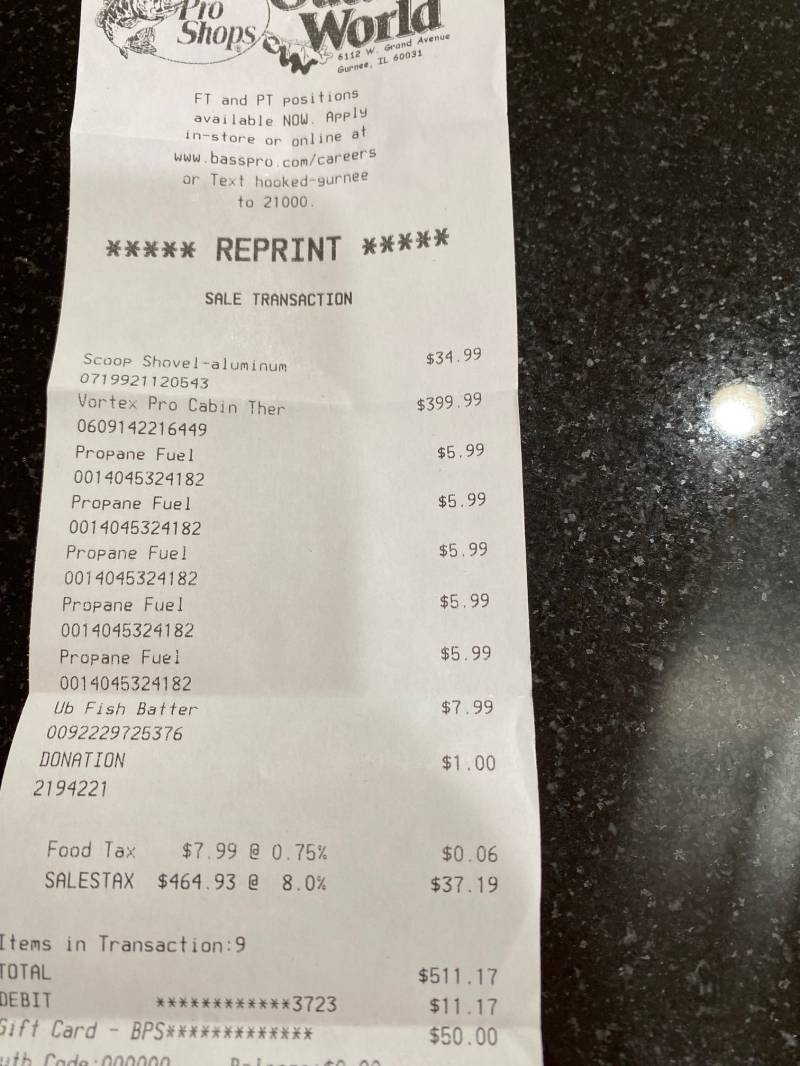 Pro
Shops®
World
6112 W. Grand Avenue
Gurnee, IL 60031
FT and PT positions
available NOW. Apply
in-store or online at
www.basspro.com/careers
or Text hooked-gurnee
to 21000.
***** REPRINT *****
SALE TRANSACTION
Scoop Shovel-aluminum $34.99
0719921120543
Vortex Pro Cabin Ther $399.99
0609142216449
Propane Fuel $5.99
0014045324182
Propane Fuel $5.99
0014045324182
Propane Fuel $5.99
0014045324182
Propane Fuel $5.99
0014045324182
Propane Fuel $5.99
0014045324182
Ub Fish Batter $7.99
0092229725376
DONATION $1.00
2194221
Food Tax $7.99 @ 0.75% $0.06
SALESTAX $464.93 @ 8.0% $37.19
Items in Transaction:9
TOTAL $511.17
DEBIT ************3723 $11.17
Gift Card - BPS************* $50.00